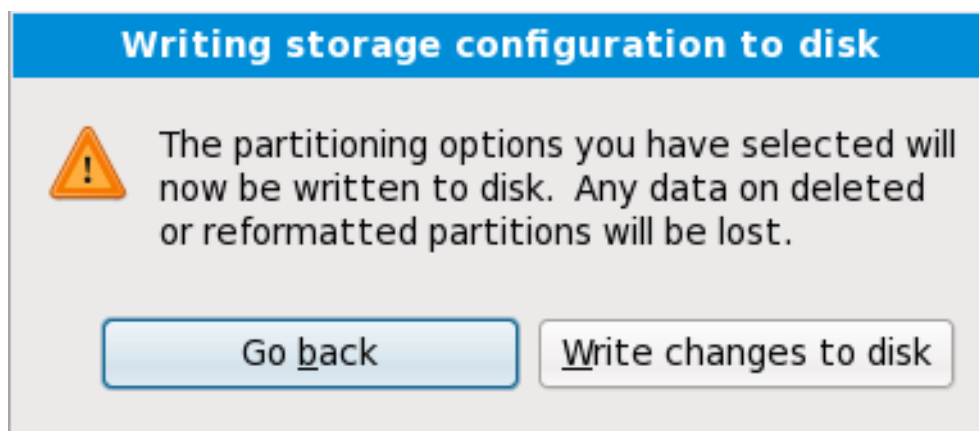 Writing storage configuration to disk
The partitioning options you have selected will
now be written to disk.  Any data on deleted
or reformatted partitions will be lost.
Go back
Write changes to disk